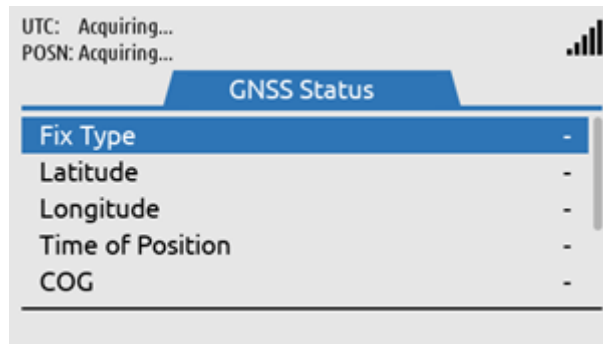 UTC: Acquiring...
POSN: Acquiring...
GNSS Status
Fix Type -
Latitude -
Longitude -
Time of Position -
COG -